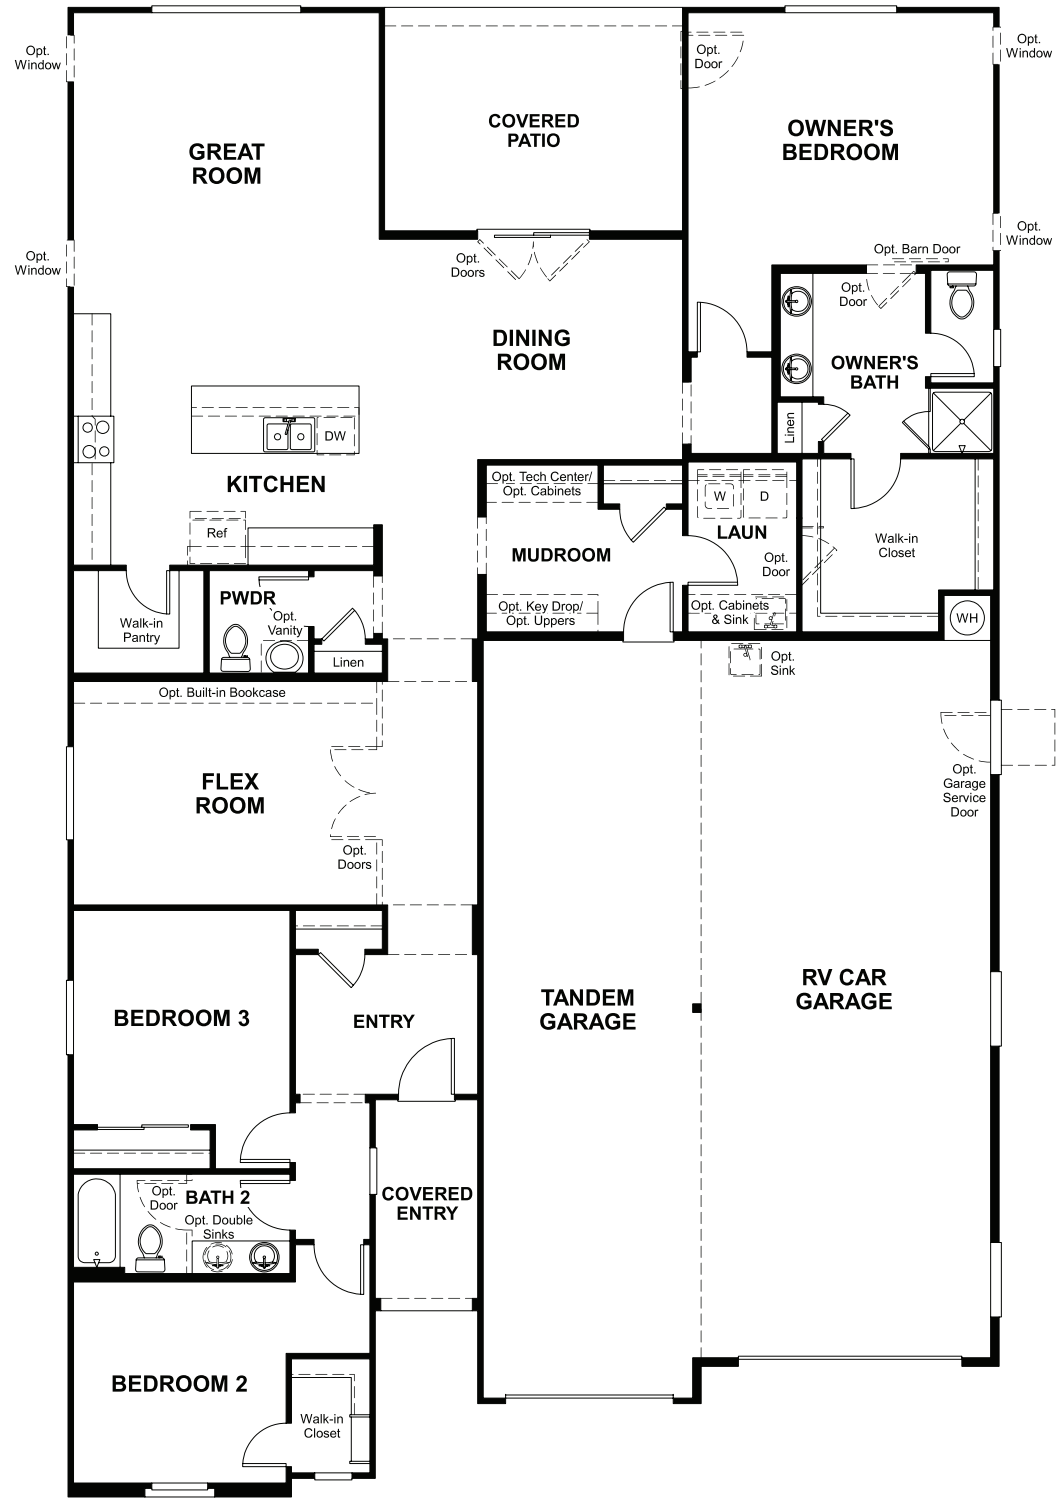 Opt.
Window
Opt.
Door
Opt.
Window
COVERED
PATIO
OWNER'S
BEDROOM
GREAT
ROOM
Opt.
Window
Opt.
Window
Opt.
Doors
Opt. Barn Door
Opt.
Door
DINING
ROOM
OWNER'S
BATH
Linen
DW
KITCHEN
Opt. Tech Center/
Opt. Cabinets
W
D
Ref
LAUN
MUDROOM
Walk-in
Closet
Opt.
Door
PWDR
Opt.
Vanity
Walk-in
Pantry
Opt. Key Drop/
Opt. Uppers
Opt. Cabinets
& Sink
WH
Linen
Opt.
Sink
Opt. Built-in Bookcase
FLEX
ROOM
Opt.
Garage
Service
Door
Opt.
Doors
RV CAR
GARAGE
TANDEM
GARAGE
BEDROOM 3
ENTRY
Opt.
Door
BATH 2
COVERED
ENTRY
Opt. Double
Sinks
BEDROOM 2
Walk-in
Closet